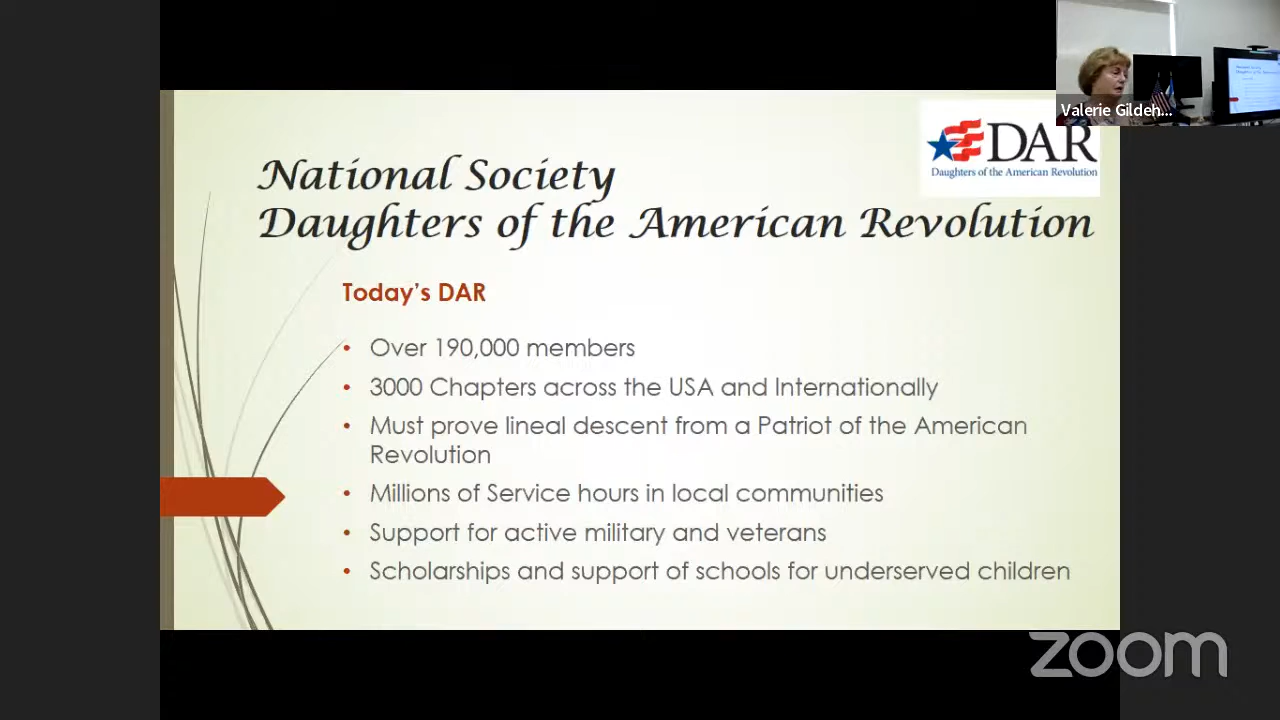 Valerie Gildeh...
DAR
Daughters of the American Revolution
National Society
Daughters of the American Revolution
Today's DAR
• Over 190,000 members
• 3000 Chapters across the USA and Internationally
• Must prove lineal descent from a Patriot of the American
Revolution
• Millions of Service hours in local communities
• Support for active military and veterans
• Scholarships and support of schools for underserved children
zoom